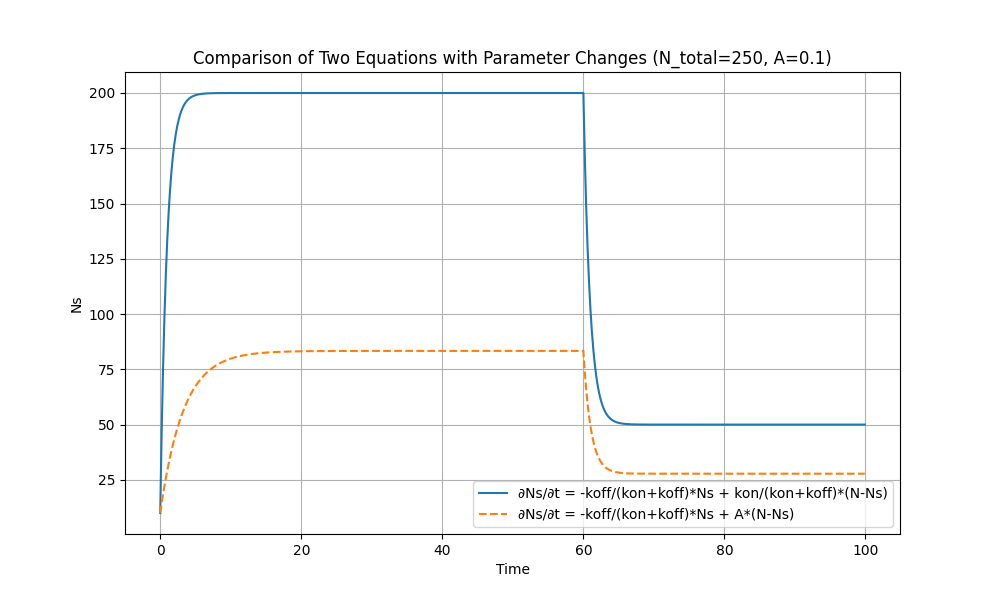 Comparison of Two Equations with Parameter Changes (N_total=250, A=0.1)
Ns
200
175
150
125
100
75
50
25
∂Ns/∂t = -koff/(kon+koff)*Ns + kon/(kon+koff)*(N-Ns)
∂Ns/∂t = -koff/(kon+koff)*Ns + A*(N-Ns)
0 20 40 60 80 100
Time